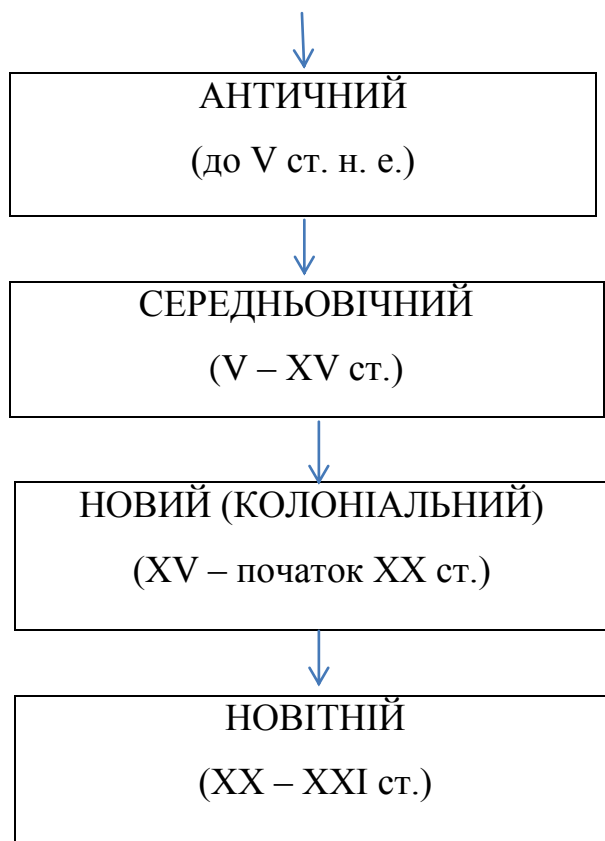 АНТИЧНИЙ
(до V ст. н. е.)
СЕРЕДНЬОВІЧНИЙ
(V – XV ст.)
НОВИЙ (КОЛОНІАЛЬНИЙ)
(XV – початок XX ст.)
НОВІТНІЙ
(XX – XXI ст.)